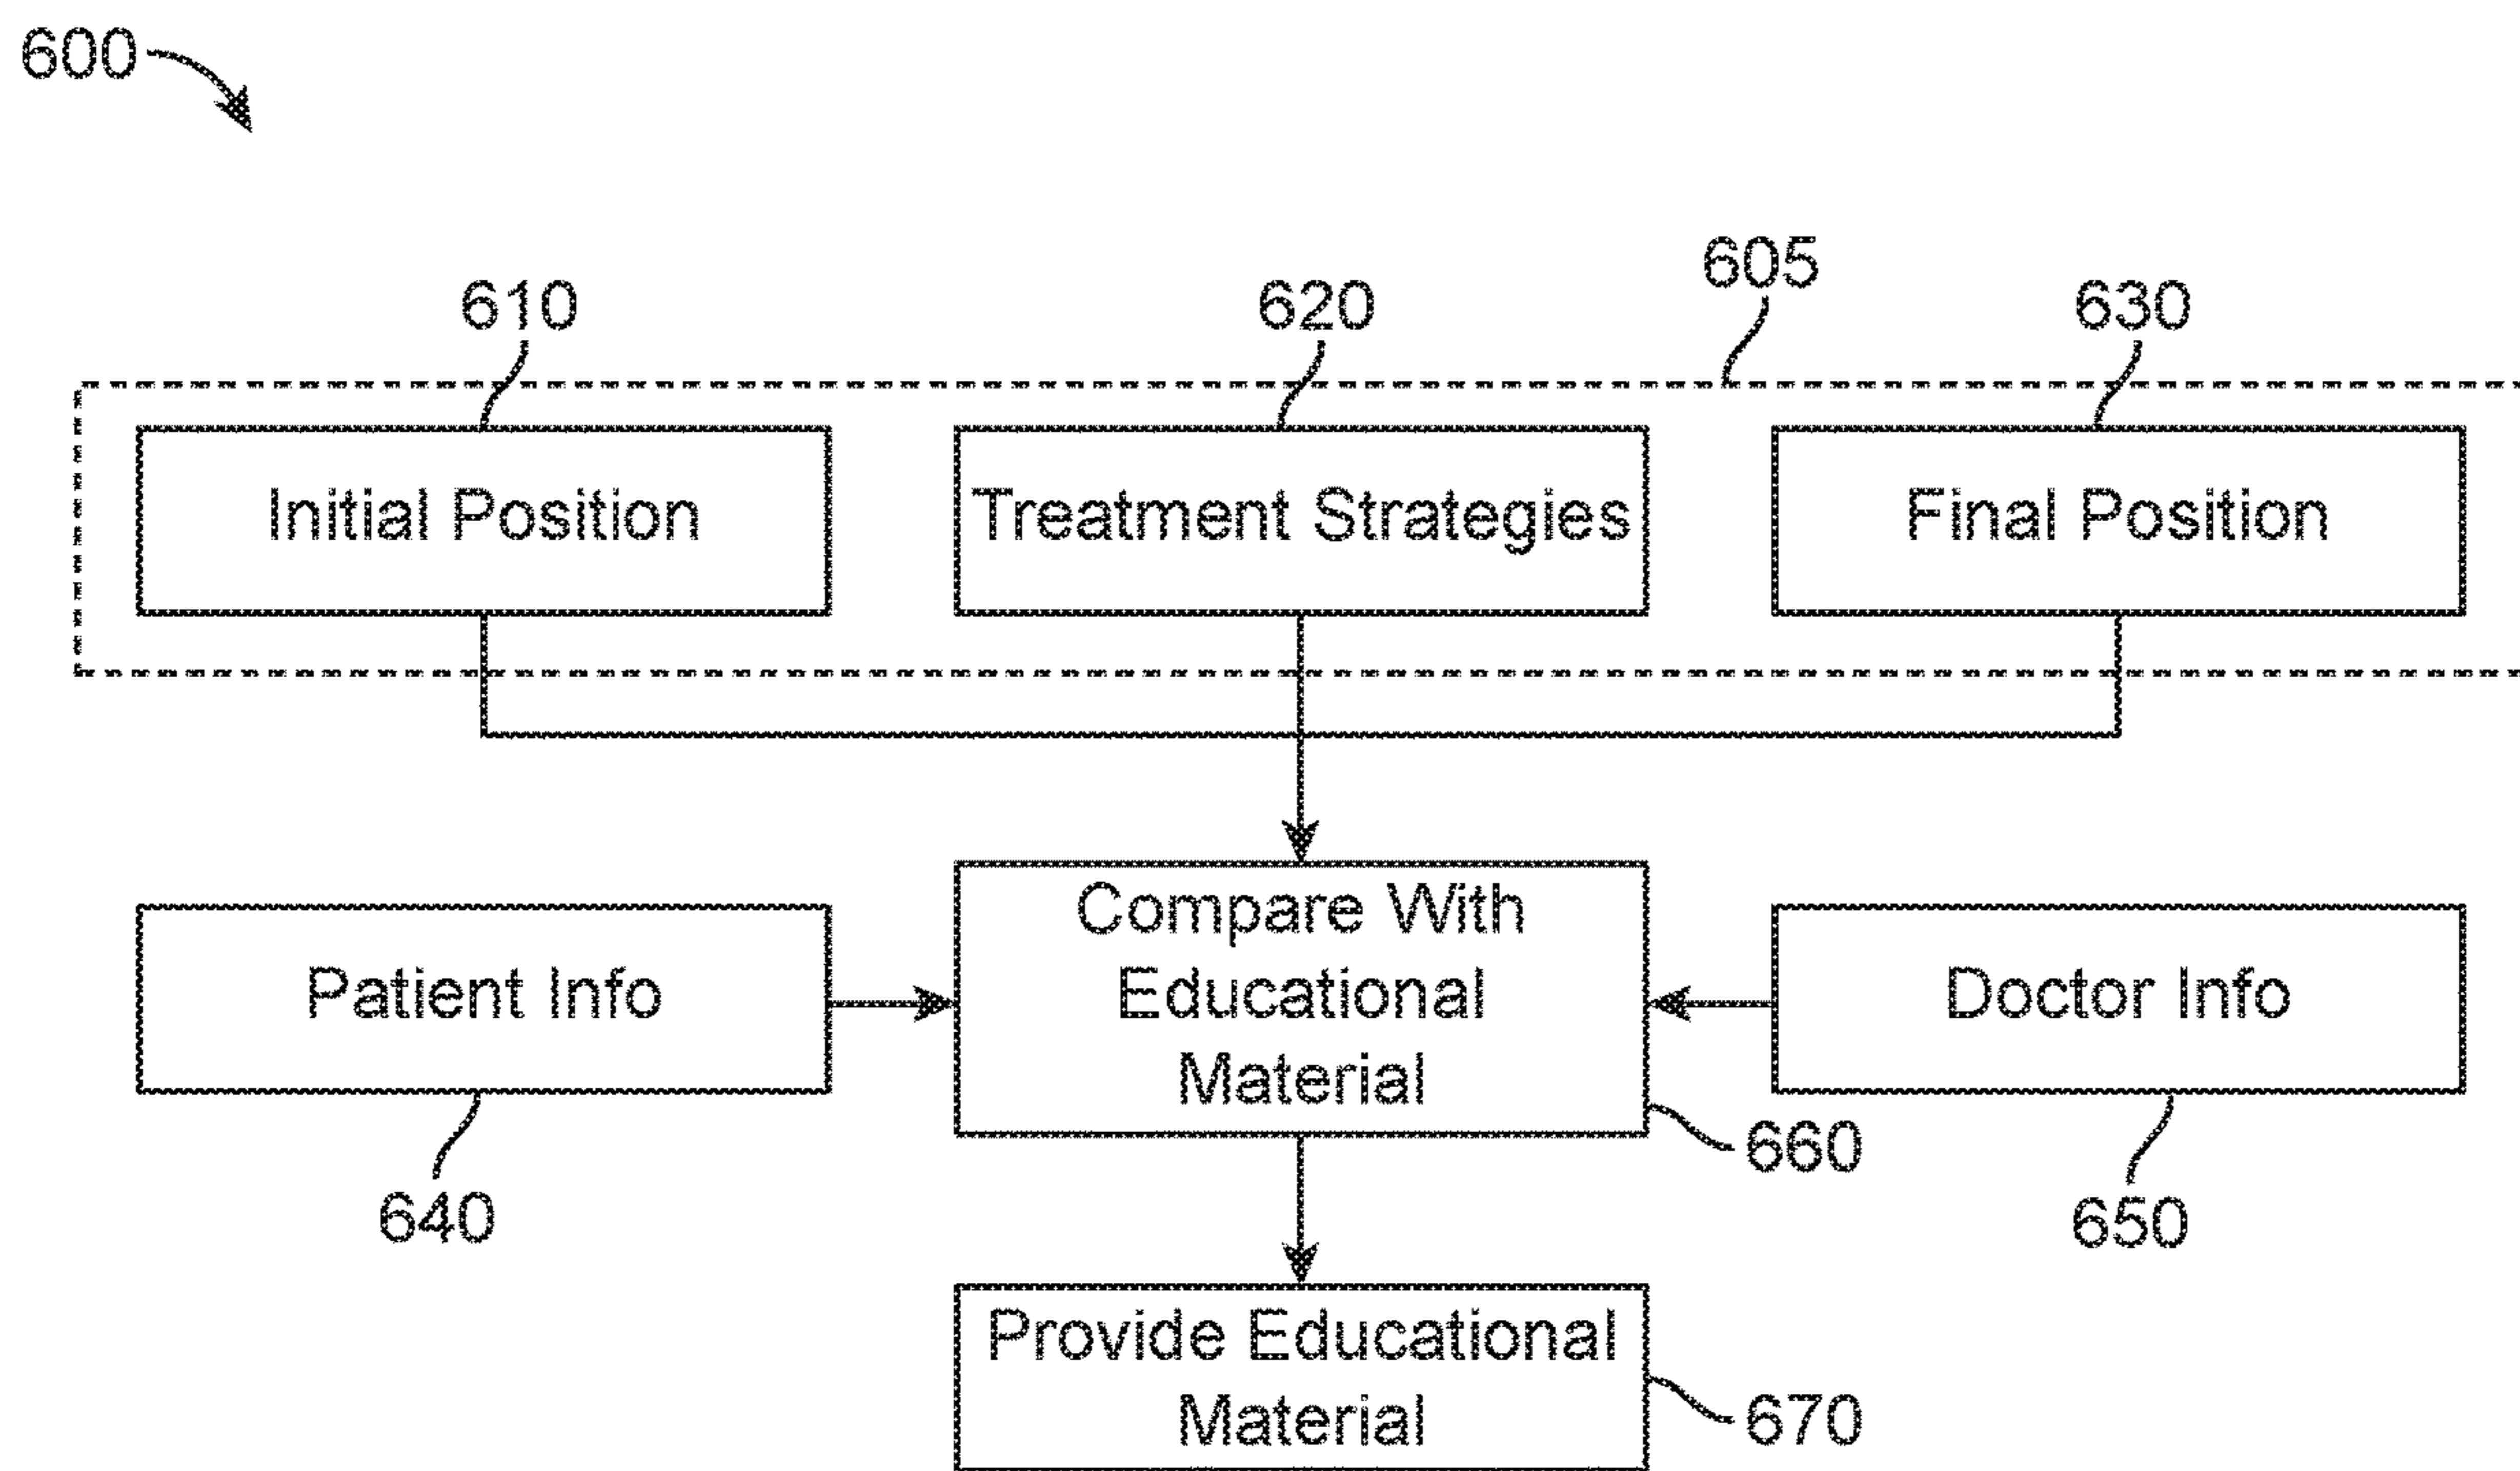 600
605
610
620
630
Initial Position
Treatment Strategies
Final Position
Compare With
Educational
Material
Patient Info
Doctor Info
660
640
650
Provide Educational
Material
670